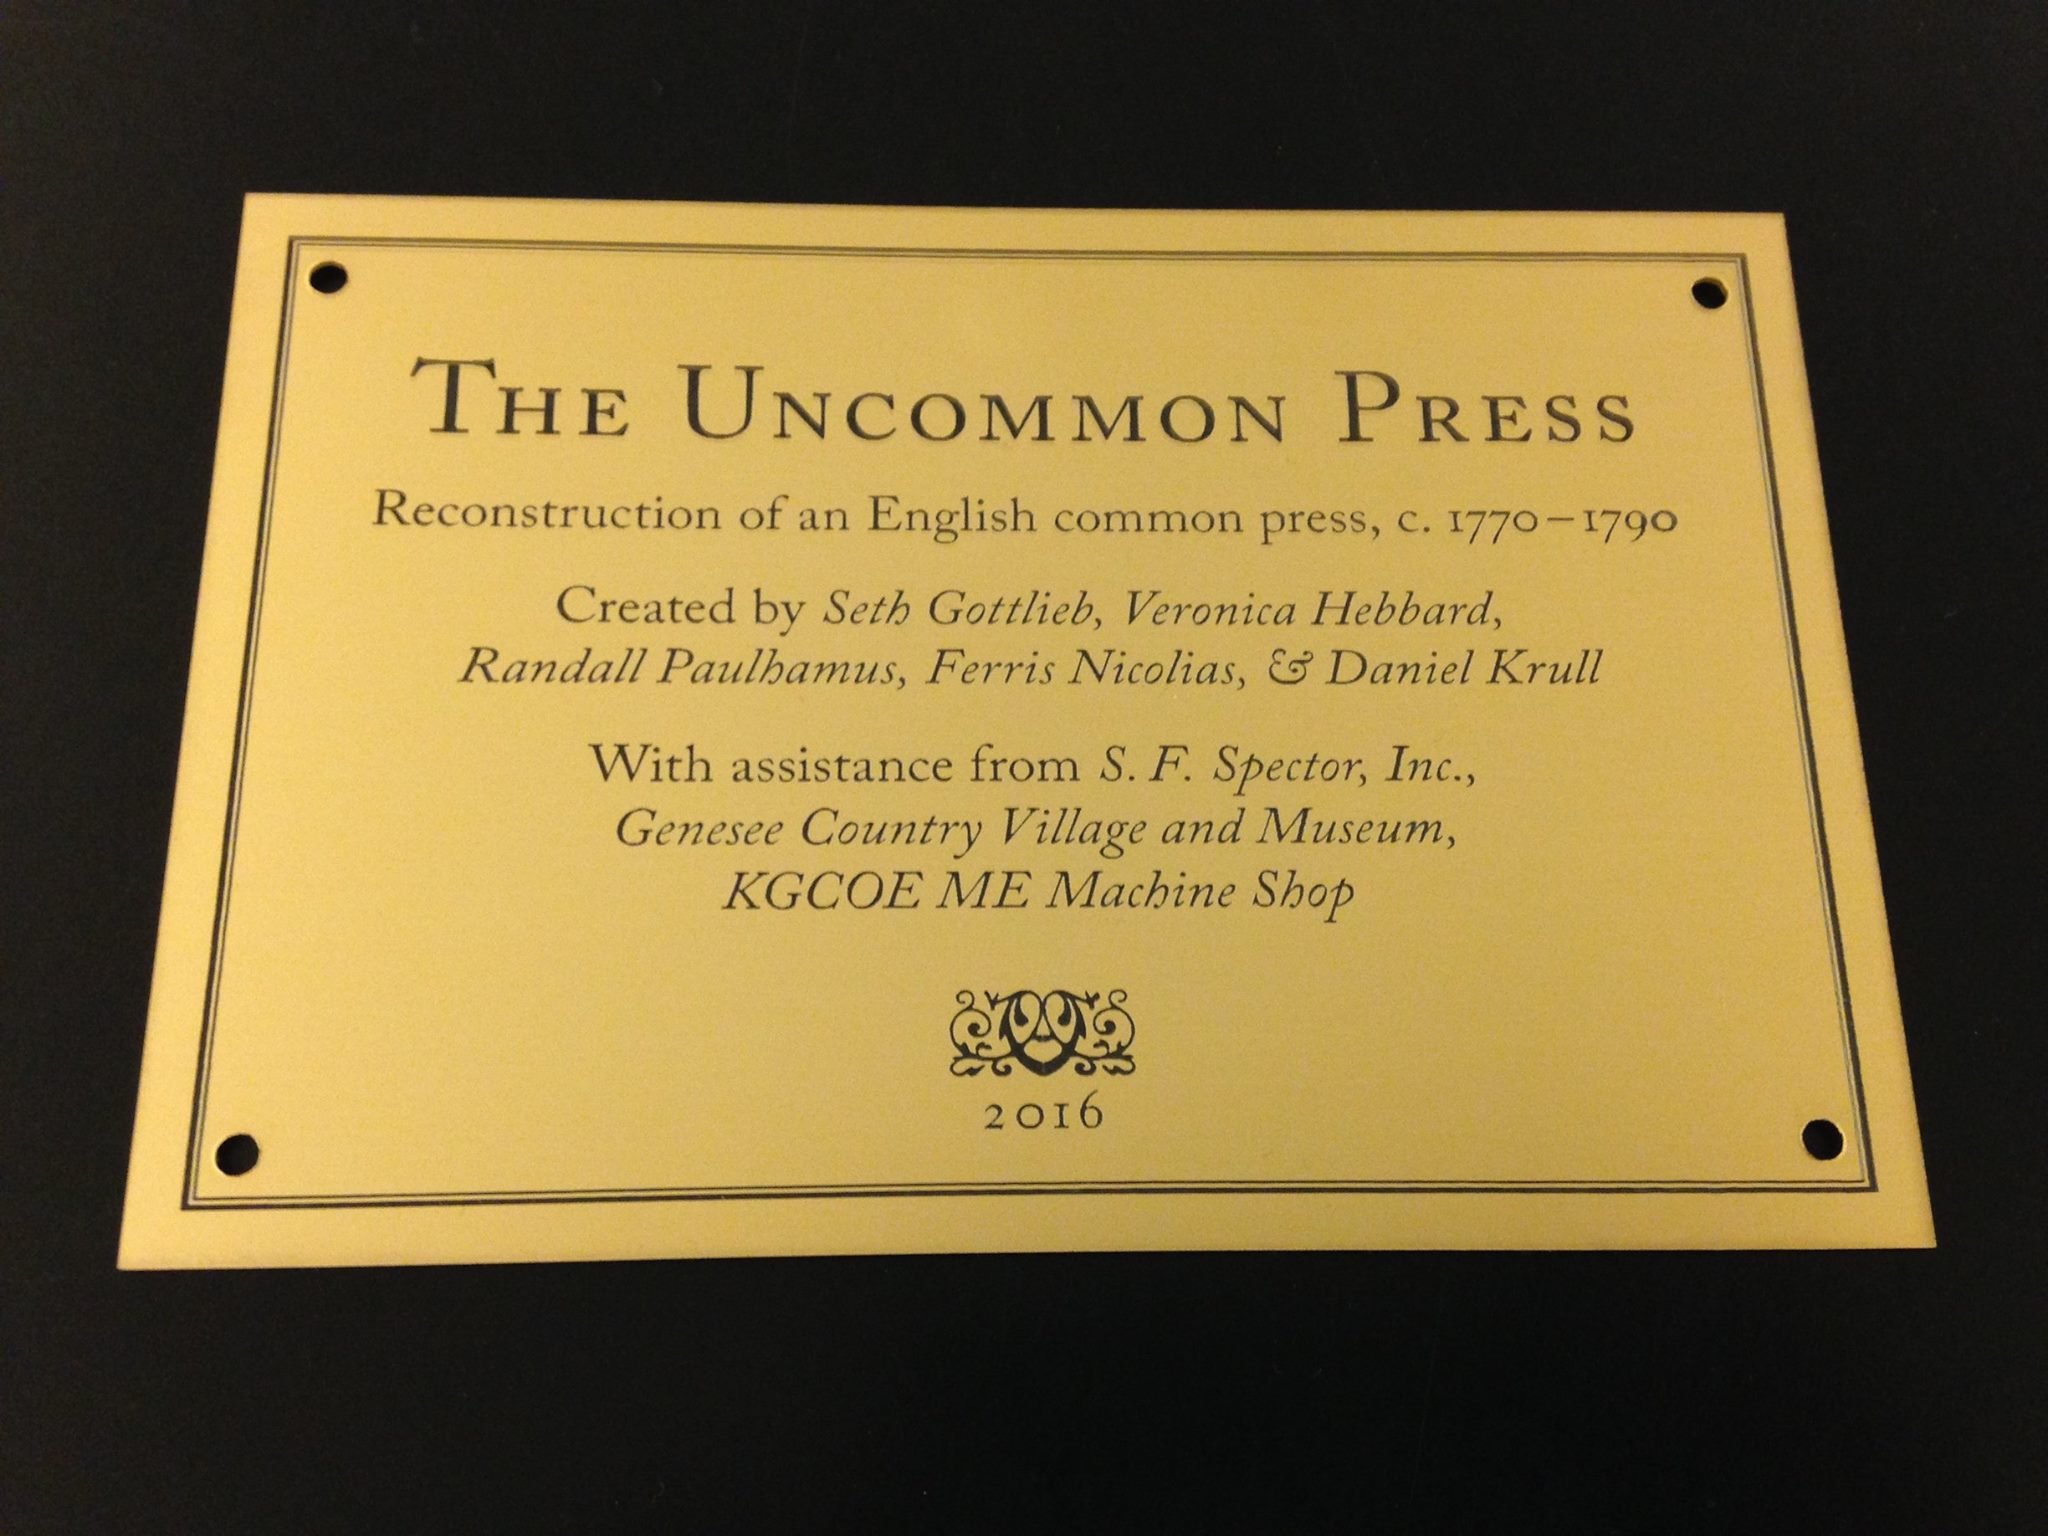 THE UNCOMMON PRESS
Reconstruction of an English common press, c. 1770–1790
Created by Seth Gottlieb, Veronica Hebbard,
Randall Paulhamus, Ferris Nicolias, & Daniel Krull
With assistance from S. F. Spector, Inc.,
Genesee Country Village and Museum,
KGCOE ME Machine Shop
2016